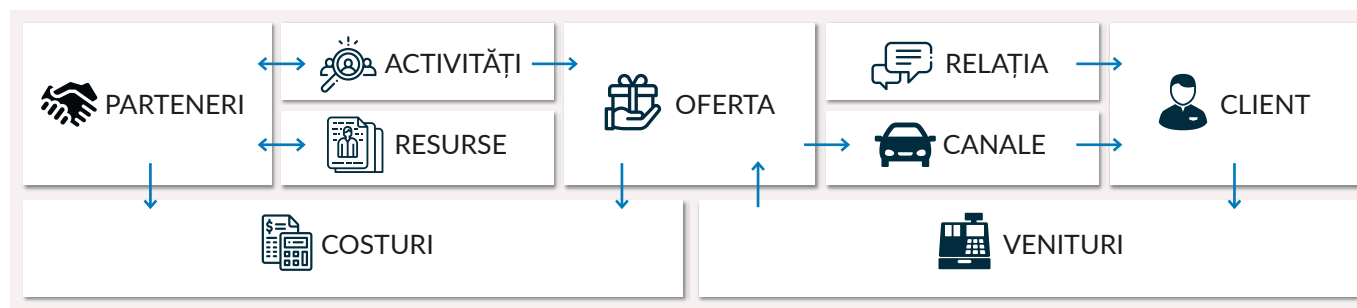 PARTENERI
ACTIVITĂȚI
RESURSE
OFERTA
RELAȚIA
CANALE
CLIENT
COSTURI
VENITURI